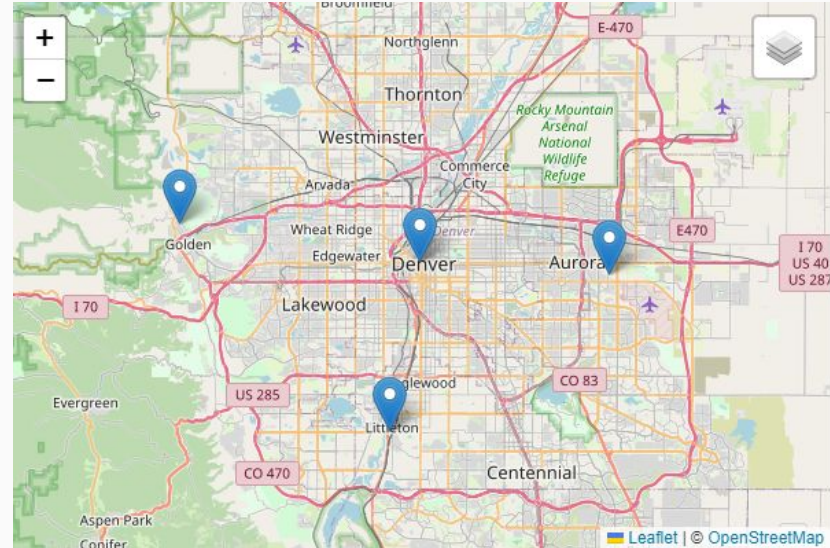 Broomfield
+
−
Northglenn
E-470
Thornton
Rocky Mountain
Arsenal
National
Wildlife
Refuge
Westminster
Commerce
City
Arvada
Wheat Ridge
Denver
E470
Golden
I 70
US 40
US 287
Edgewater
Denver
Aurora
I 70
Lakewood
CO 83
glewood
US 285
Evergreen
Littleton
CO 470
Centennial
Aspen Park
Conifer
Leaflet | © OpenStreetMap